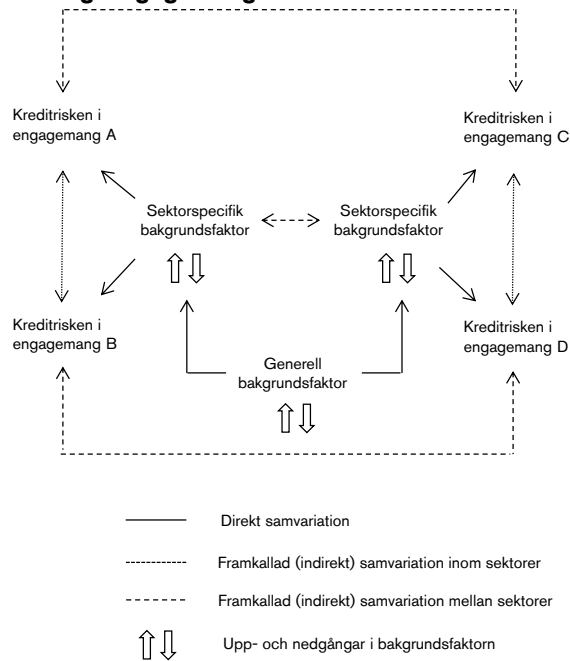 Kreditrisken i
engagemang A
Kreditrisken i
engagemang C
Sektorspecifik
bakgrundsfaktor
Sektorspecifik
bakgrundsfaktor
Kreditrisken i
engagemang B
Kreditrisken i
engagemang D
Generell
bakgrundsfaktor
Direkt samvariation
Framkallad (indirekt) samvariation inom sektorer
Framkallad (indirekt) samvariation mellan sektorer
Upp- och nedgångar i bakgrundsfaktorn